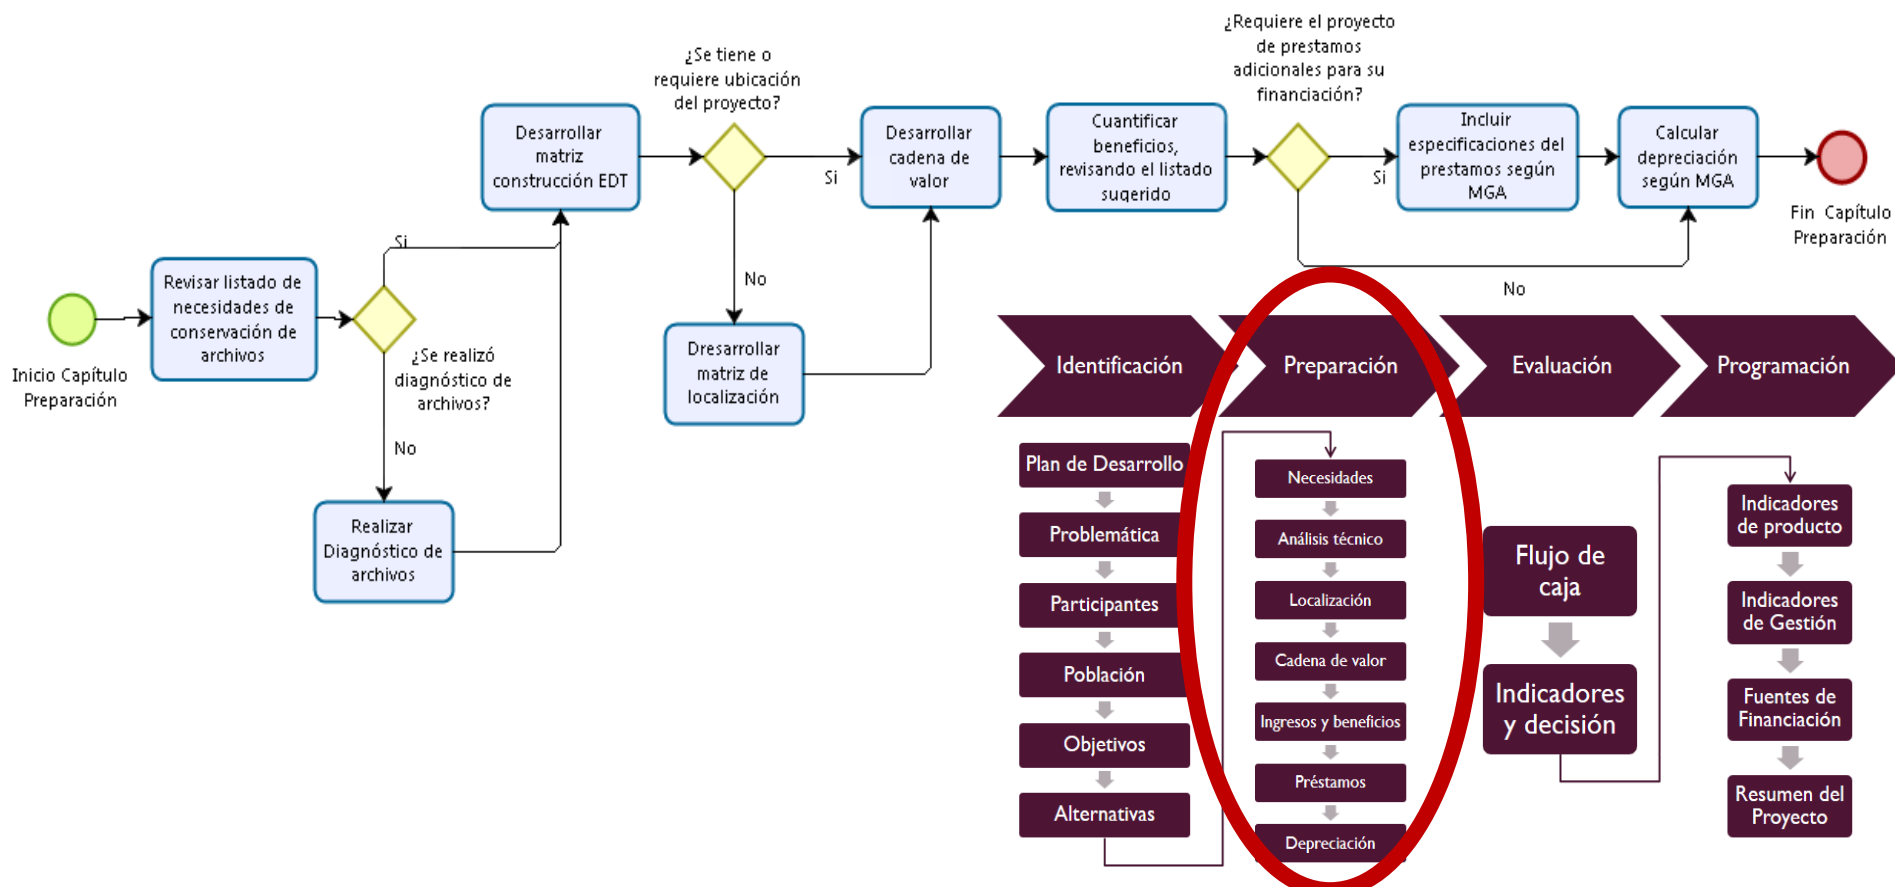 ¿Requiere el proyecto
de prestamos
adicionales para su
financiación?
¿Se tiene o
requiere ubicación
del proyecto?
Desarrollar
matriz
construcción EDT
Si
Desarrollar
cadena de
valor
Cuantificar
beneficios,
revisando el listado
sugerido
Si
Incluir
especificaciones del
prestamos según
MGA
Calcular
depreciación
según MGA
Fin Capítulo
Preparación
No
No
Dresarrollar
matriz de
localización
Si
Revisar listado de
necesidades de
conservación de
archivos
Inicio Capítulo
Preparación
¿Se realizó
diagnóstico de
archivos?
No
Realizar
Diagnóstico de
archivos
Identificación
Preparación
Evaluación
Programación
Plan de Desarrollo
Problemática
Participantes
Población
Objetivos
Alternativas
Necesidades
Análisis técnico
Localización
Cadena de valor
Ingresos y beneficios
Préstamos
Depreciación
Flujo de
caja
Indicadores
y decisión
Indicadores
de producto
Indicadores
de Gestión
Fuentes de
Financiación
Resumen del
Proyecto